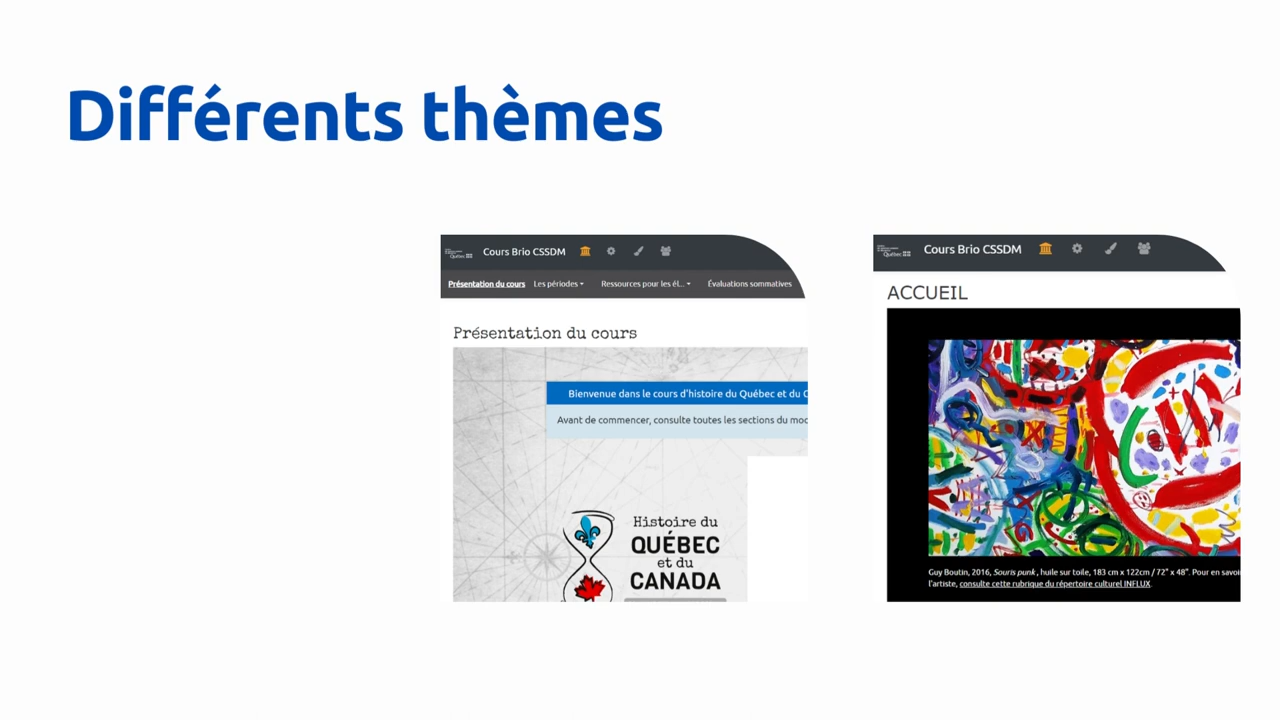 Différents thèmes
Québec
Cours Brio CSSDM
Présentation du cours Les périodes Ressources pour les él... Évaluations sommatives
Présentation du cours
Bienvenue dans le cours d'histoire du Québec et du C
Avant de commencer, consulte toutes les sections du mod
Histoire du
QUÉBEC
et du
CANADA
Québec
Cours Brio CSSDM
ACCUEIL
Guy Boutin, 2016, Souris punk, huile sur toile, 183 cm x 122cm / 72" x 48". Pour en savoi
l'artiste, consulte cette rubrique du répertoire culturel INFLUX.